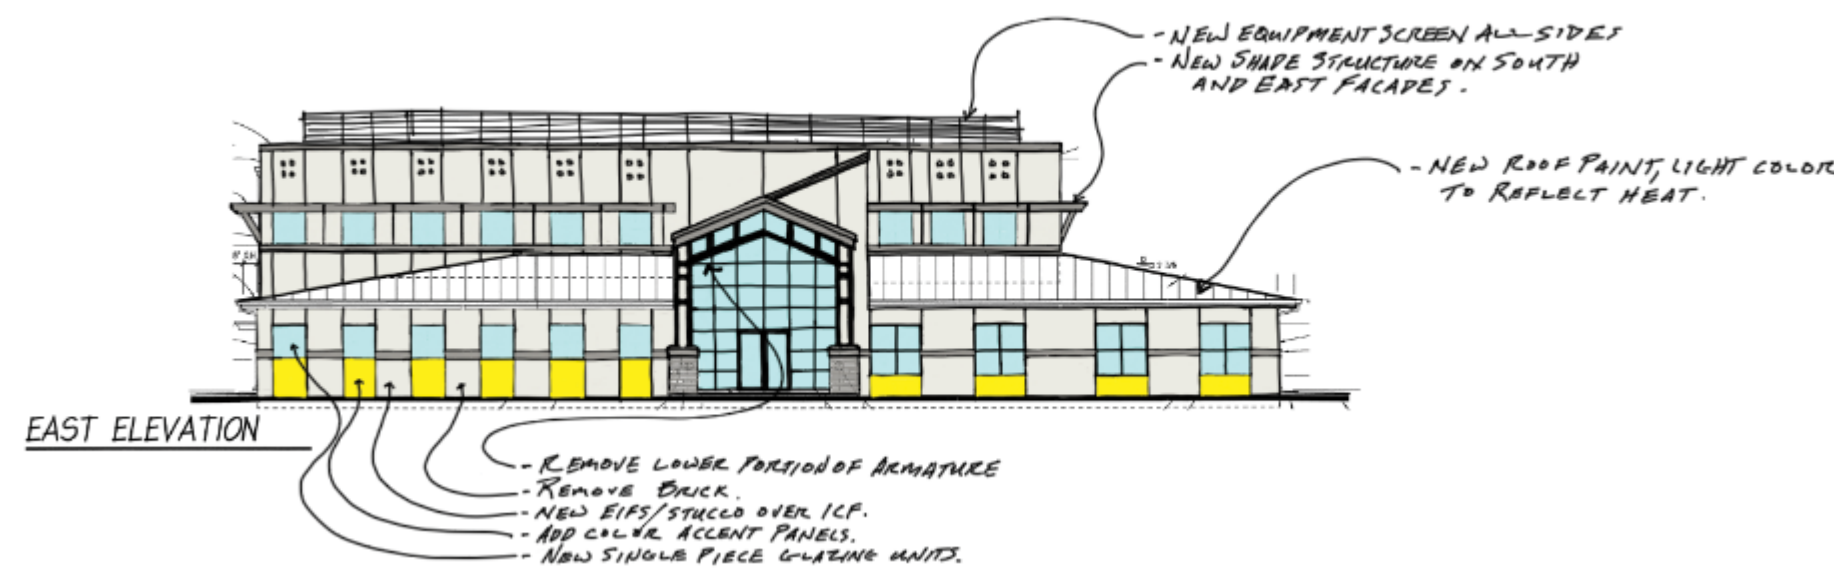 - NEW EQUIPMENT SCREEN ALL SIDES
- NEW SHADE STRUCTURE ON SOUTH
AND EAST FACADES.
- NEW ROOF PAINT, LIGHT COLOR
TO REFLECT HEAT.
EAST ELEVATION
- REMOVE LOWER PORTION OF ARMATURE
- REMOVE BRICK.
- NEW EIFS/STUCCO OVER ICF.
- ADD COLOR ACCENT PANELS.
- NEW SINGLE PIECE GLAZING UNITS.